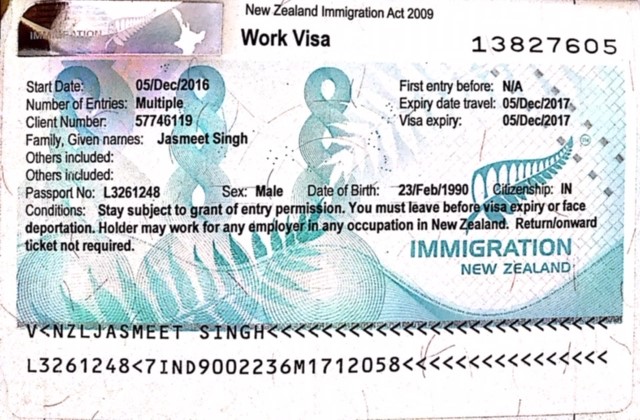 New Zealand Immigration Act 2009
IMMIGRATION
Work Visa
13827605
Start Date: 05/Dec/2016 First entry before: N/A
Number of Entries: Multiple Expiry date travel: 05/Dec/2017
Client Number: 57746119 Visa expiry: 05/Dec/2017
Family, Given names: Jasmeet Singh
Others included:
Others included:
Passport No: L3261248 Sex: Male Date of Birth: 23/Feb/1990 Citizenship: IN
Conditions: Stay subject to grant of entry permission. You must leave before visa expiry or face
deportation. Holder may work for any employer in any occupation in New Zealand. Return/onward
ticket not required.
IMMIGRATION
NEW ZEALAND
V<NZLJASMEET SINGH<<<<<<<<<<<<<<<<<<<<<<<<<<
L3261248<7IND9002236M1712058<<<<<<<<<<<<<<<<